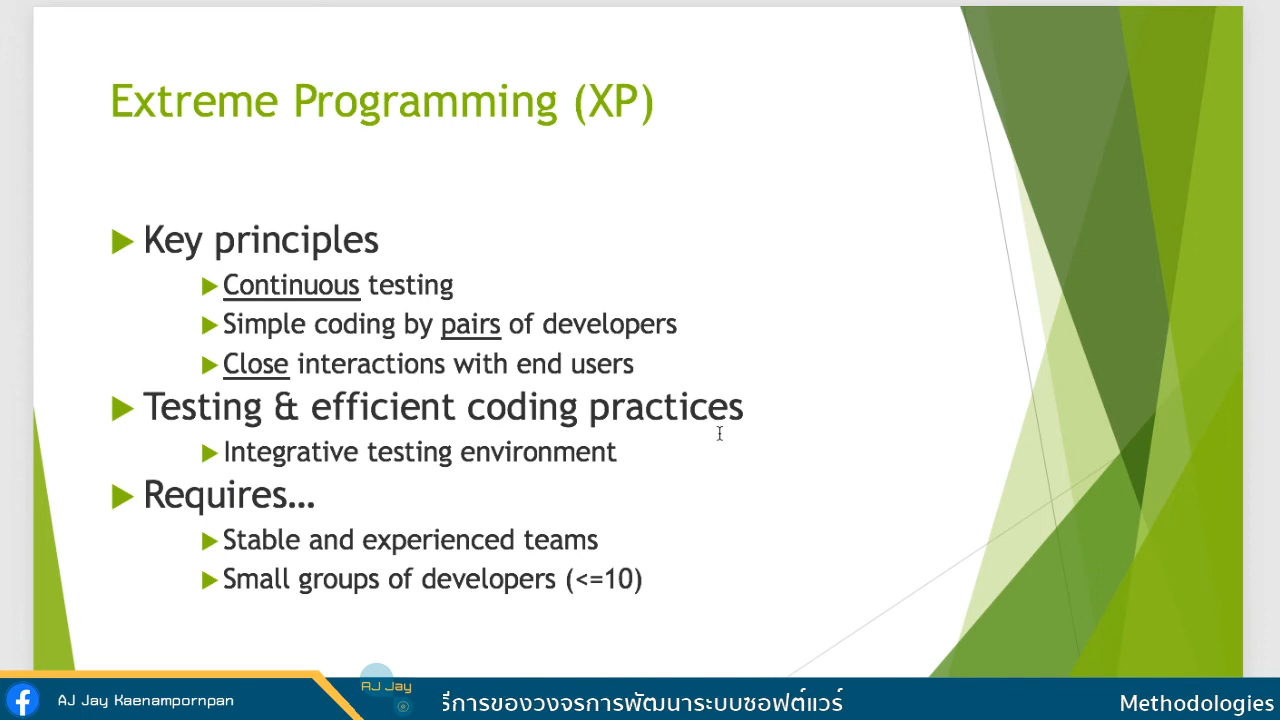 Extreme Programming (XP)
Key principles
Continuous testing
Simple coding by pairs of developers
Close interactions with end users
Testing & efficient coding practices
Integrative testing environment
Requires...
Stable and experienced teams
Small groups of developers (<=10)
AJ Jay Kaenampornpan
AJ Jay
ธีการของวงจรการพัฒนาระบบซอฟต์แวร์
Methodologies